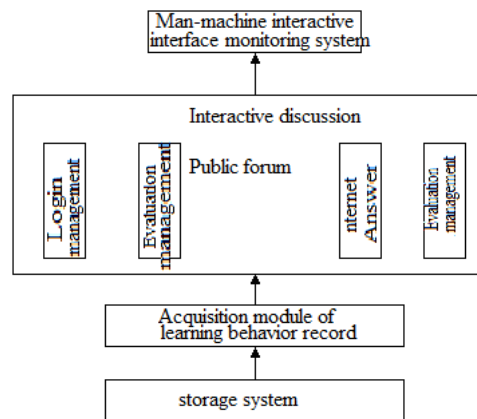 Man-machine interactive
interface monitoring system
Interactive discussion
Login
management
Evaluation
management
Public forum
nternet
Answer
Evaluation
management
Acquisition module of
learning behavior record
storage system